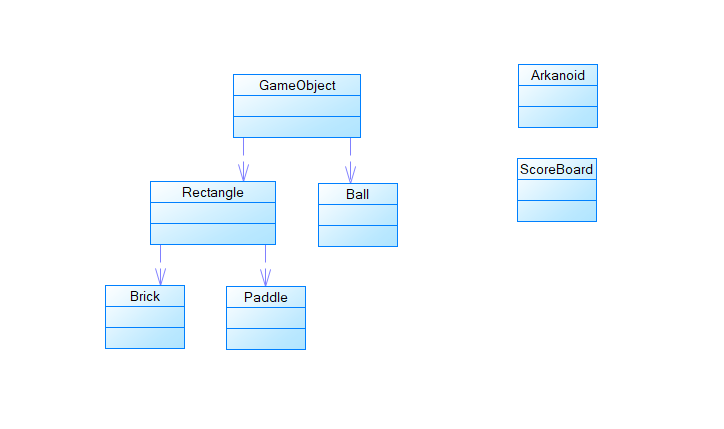 GameObject
Arkanoid
Rectangle
Ball
ScoreBoard
Brick
Paddle